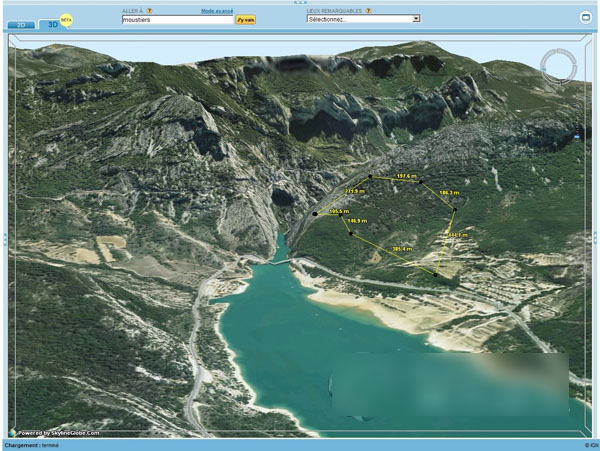 2D
3D
BÊTA
ALLER À
Mode avancé
LIEUX REMARQUABLES
moustiers
J'y vais
Sélectionnez...
197.6 m
186.3 m
271.9 m
105.5 m
146.9 m
385.4 m
Powered by SkylineGlobe.Com
Chargement : terminé
© IGN